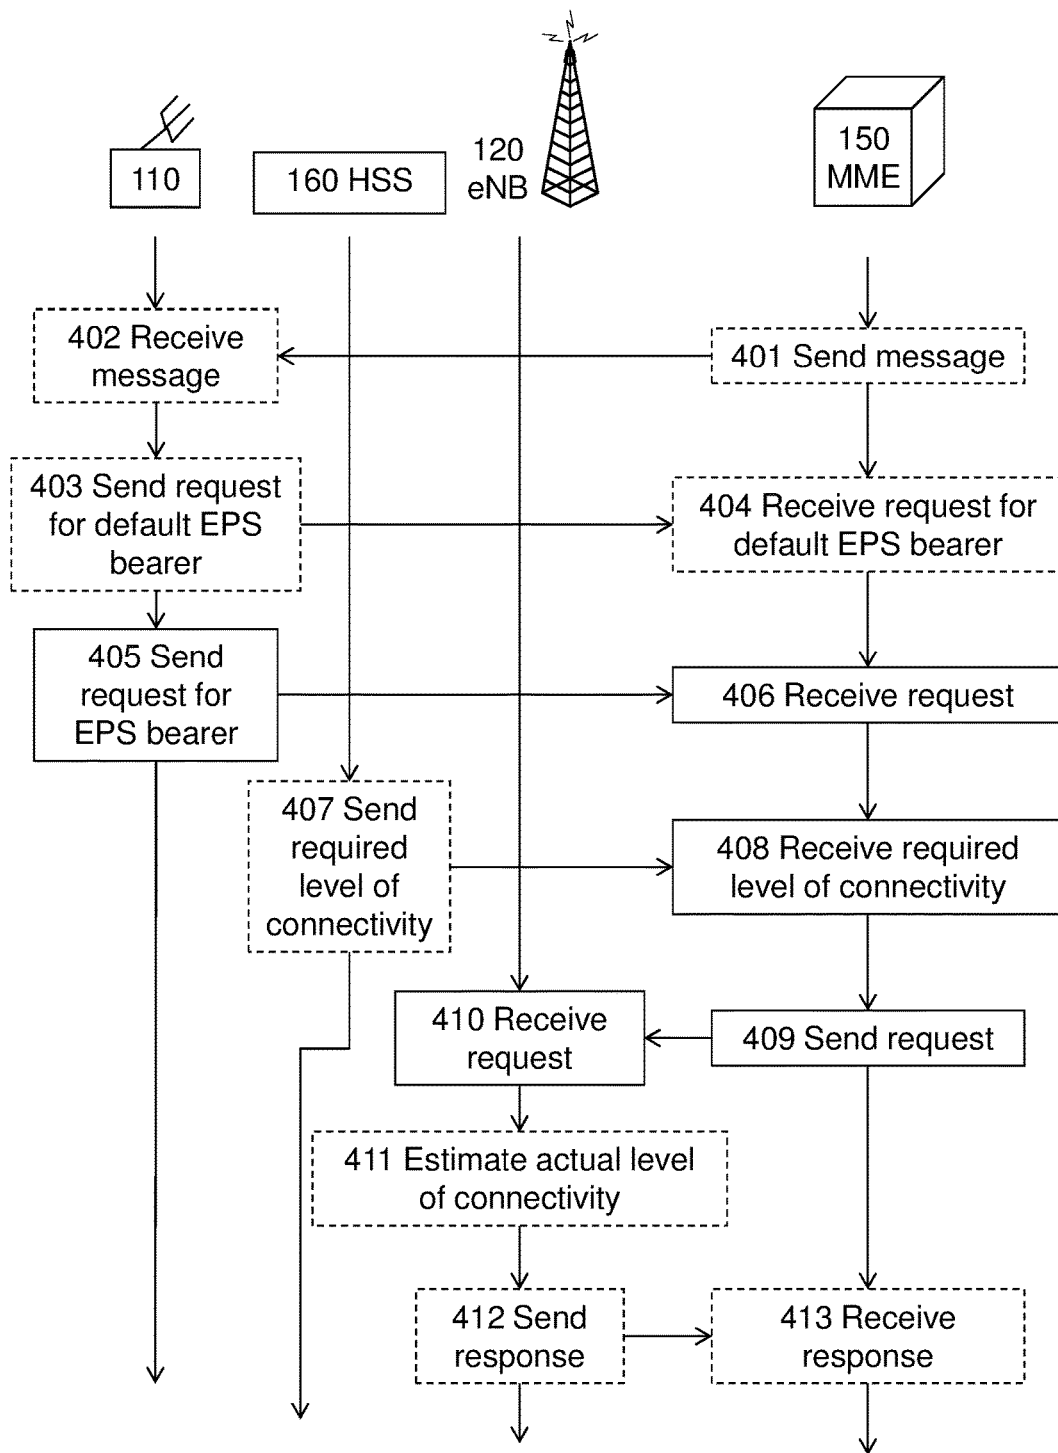 110
160 HSS
120
eNB
150
MME
402 Receive
message
401 Send message
403 Send request
for default EPS
bearer
404 Receive request for
default EPS bearer
405 Send
request for
EPS bearer
406 Receive request
407 Send
required
level of
connectivity
408 Receive required
level of connectivity
410 Receive
request
409 Send request
411 Estimate actual level
of connectivity
412 Send
response
413 Receive
response